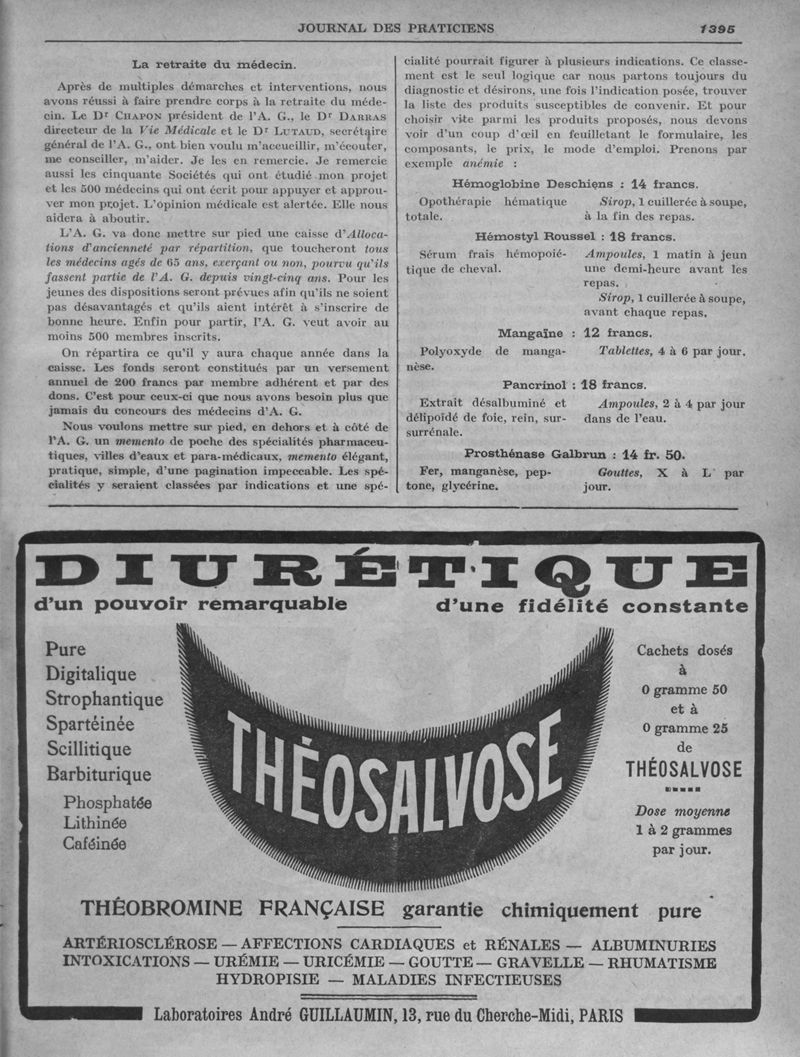 JOURNAL DES PRATICIENS
1395
La retraite du médecin.
Après de multiples démarches et interventions, nous
avons réussi à faire prendre corps à la retraite du méde-
cin. Le Dr CHAPON président de l'A. G., le Dr DARRAS
directeur de la Vie Médicale et le Dr LUTAUD, secrétaire
général de l'A. G., ont bien voulu m'accueillir, m'écouter,
me conseiller, m'aider. Je les en remercie. Je remercie
aussi les cinquante Sociétés qui ont étudié mon projet
et les 500 médecins qui ont écrit pour appuyer et approu-
ver mon projet. L'opinion médicale est alertée. Elle nous
aidera à aboutir.
L'A. G. va donc mettre sur pied une caisse d'Alloca-
tions d'ancienneté par répartition, que toucheront tous
les médecins agés de 65 ans, exerçant ou non, pourvu qu'ils
fassent partie de l'A. G. depuis vingt-cinq ans. Pour les
jeunes des dispositions seront prévues afin qu'ils ne soient
pas désavantagés et qu'ils aient intérêt à s'inscrire de
bonne heure. Enfin pour partir, l'A. G. veut avoir au
moins 500 membres inscrits.
On répartira ce qu'il y aura chaque année dans la
caisse. Les fonds seront constitués par un versement
annuel de 200 francs par membre adhérent et par des
dons. C'est pour ceux-ci que nous avons besoin plus que
jamais du concours des médecins d'A. G.
Nous voulons mettre sur pied, en dehors et à côté de
l'A. G. un memento de poche des spécialités pharmaceu-
tiques, villes d'eaux et para-médicaux, memento élégant,
pratique, simple, d'une pagination impeccable. Les spé-
cialités y seraient classées par indications et une spé-
cialité pourrait figurer à plusieurs indications. Ce classe-
ment est le seul logique car nous partons toujours du
diagnostic et désirons, une fois l'indication posée, trouver
la liste des produits susceptibles de convenir. Et pour
choisir vite parmi les produits proposés, nous devons
voir d'un coup d'œil en feuilletant le formulaire, les
composants, le prix, le mode d'emploi. Prenons par
exemple anémie :
Hémoglobine Deschiens : 14 francs.
Opothérapie hématique
totale.
Sirop, 1 cuillerée à soupe,
à la fin des repas.
Hémostyl Roussel : 18 francs.
Sérum frais hémopoié-
tique de cheval.
Ampoules, 1 matin à jeun
une demi-heure avant les
repas.
Sirop, 1 cuillerée à soupe,
avant chaque repas.
Mangaïne : 12 francs.
Polyoxyde de manga-
nèse.
Tablettes, 4 à 6 par jour.
Pancrinol : 18 francs.
Extrait désalbuminé et
délipoïdé de foie, rein, sur-
surrénale.
Ampoules, 2 à 4 par jour
dans de l'eau.
Prosthénase Galbrun : 14 fr. 50.
Fer, manganèse, pep-
tone, glycérine.
Gouttes, X à L par
jour.
DIURÉTIQUE
d'un pouvoir remarquable
d'une fidélité constante
Pure
Digitalique
Strophantique
Spartéinée
Scillitique
Barbiturique
Phosphatée
Lithinée
Caféinée
THÉOSALVOSE
Cachets dosés
à
0 gramme 50
et à
0 gramme 25
de
THÉOSALVOSE
Dose moyenne
1 à 2 grammes
par jour.
THÉOBROMINE FRANÇAISE garantie chimiquement pure
ARTÉRIOSCLÉROSE — AFFECTIONS CARDIAQUES et RÉNALES — ALBUMINURIES
INTOXICATIONS — URÉMIE — URICÉMIE — GOUTTE — GRAVELLE — RHUMATISME
HYDROPISIE — MALADIES INFECTIEUSES
Laboratoires André GUILLAUMIN, 13, rue du Cherche-Midi, PARIS